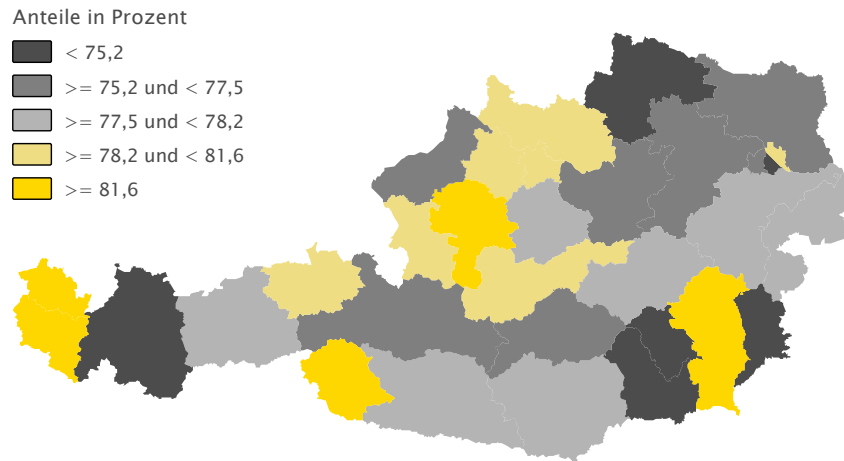 Anteile in Prozent
< 75,2
>= 75,2 und < 77,5
>= 77,5 und < 78,2
>= 78,2 und < 81,6
>= 81,6